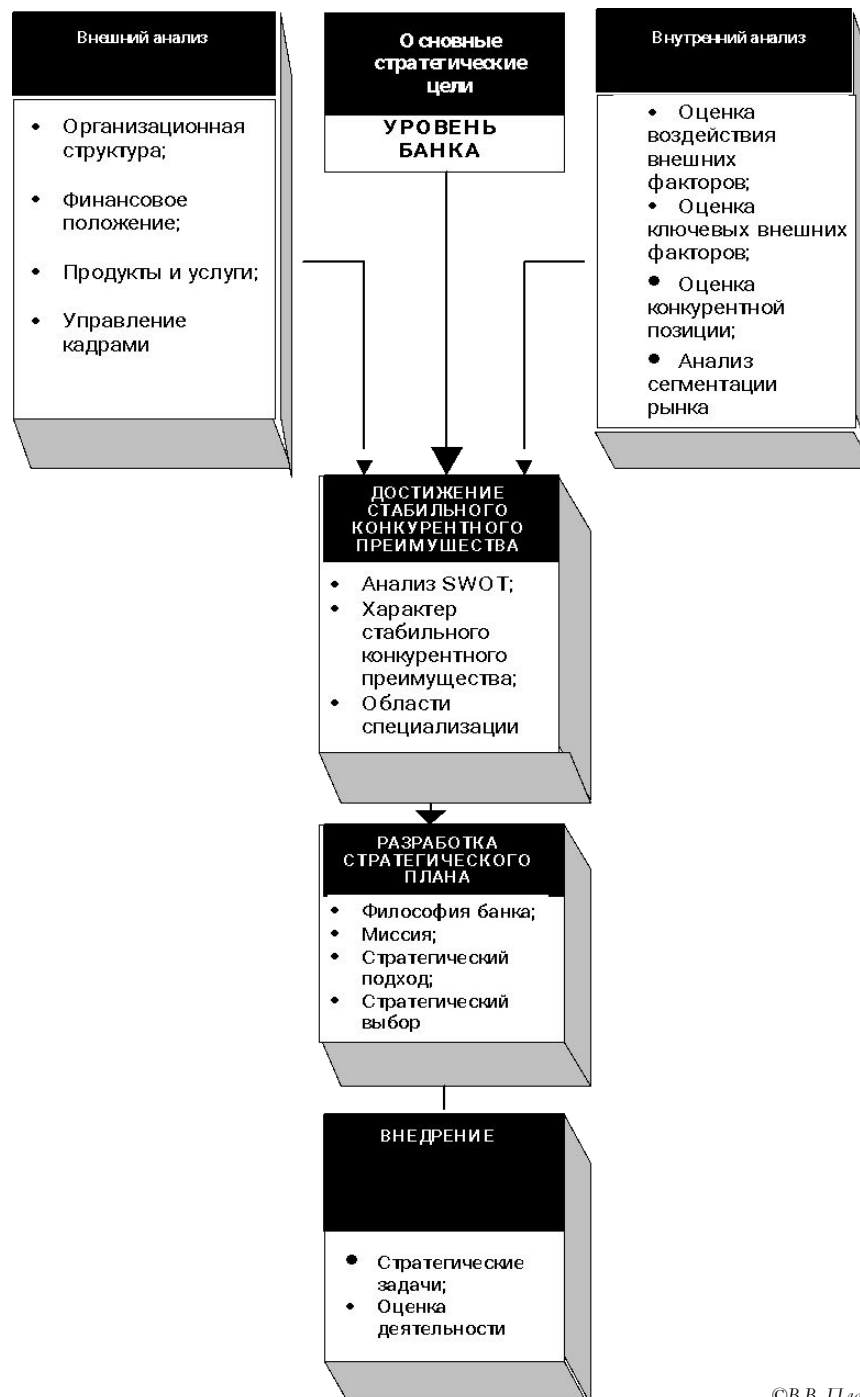 Внешний анализ
• Организационная
структура;
• Финансовое
положение;
• Продукты и услуги;
• Управление
кадрами
О сновные
стратегические
цели
УРОВЕНЬ
БАНКА
Внутренний анализ
• Оценка
воздействия
внешних
факторов;
• Оценка
ключевых внешних
факторов;
• Оценка
конкурентной
позиции;
• Анализ
сегментации
рынка
ДОСТИЖЕНИЕ
СТАБИЛЬНОГО
КОНКУРЕНТНОГО
ПРЕИМУЩЕСТВА
• Анализ SWOT;
• Характер
стабильного
конкурентного
преимущества;
• Области
специализации
РАЗРАБОТКА
СТРАТЕГИЧЕСКОГО
ПЛАНА
• Философия банка;
• Миссия;
• Стратегический
подход;
• Стратегический
выбор
ВНЕДРЕНИЕ
• Стратегические
задачи;
• Оценка
деятельности
©В.В.